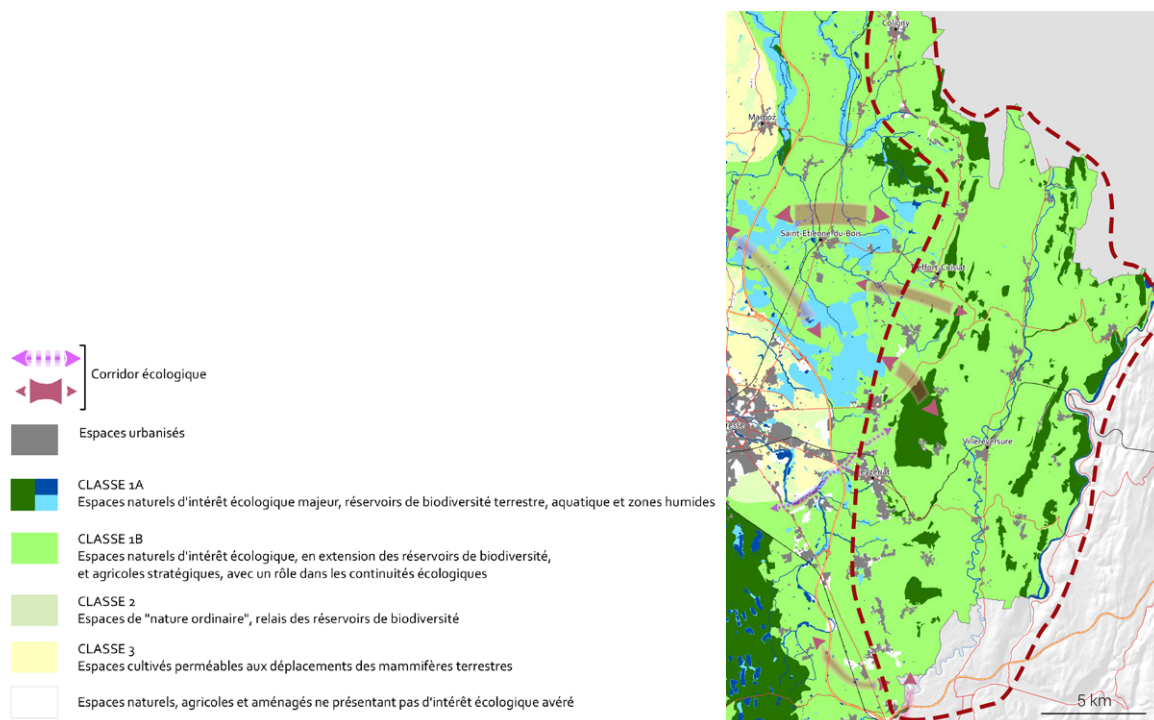 Corridor écologique
Espaces urbanisés
CLASSE 1A
Espaces naturels d'intérêt écologique majeur, réservoirs de biodiversité terrestre, aquatique et zones humides
CLASSE 1B
Espaces naturels d'intérêt écologique, en extension des réservoirs de biodiversité,
et agricoles stratégiques, avec un rôle dans les continuités écologiques
CLASSE 2
Espaces de "nature ordinaire", relais des réservoirs de biodiversité
CLASSE 3
Espaces cultivés perméables aux déplacements des mammifères terrestres
Espaces naturels, agricoles et aménagés ne présentant pas d'intérêt écologique avéré
Coligny
Marboz
Saint-Etienne-du-Bois
Villereversure
5 km